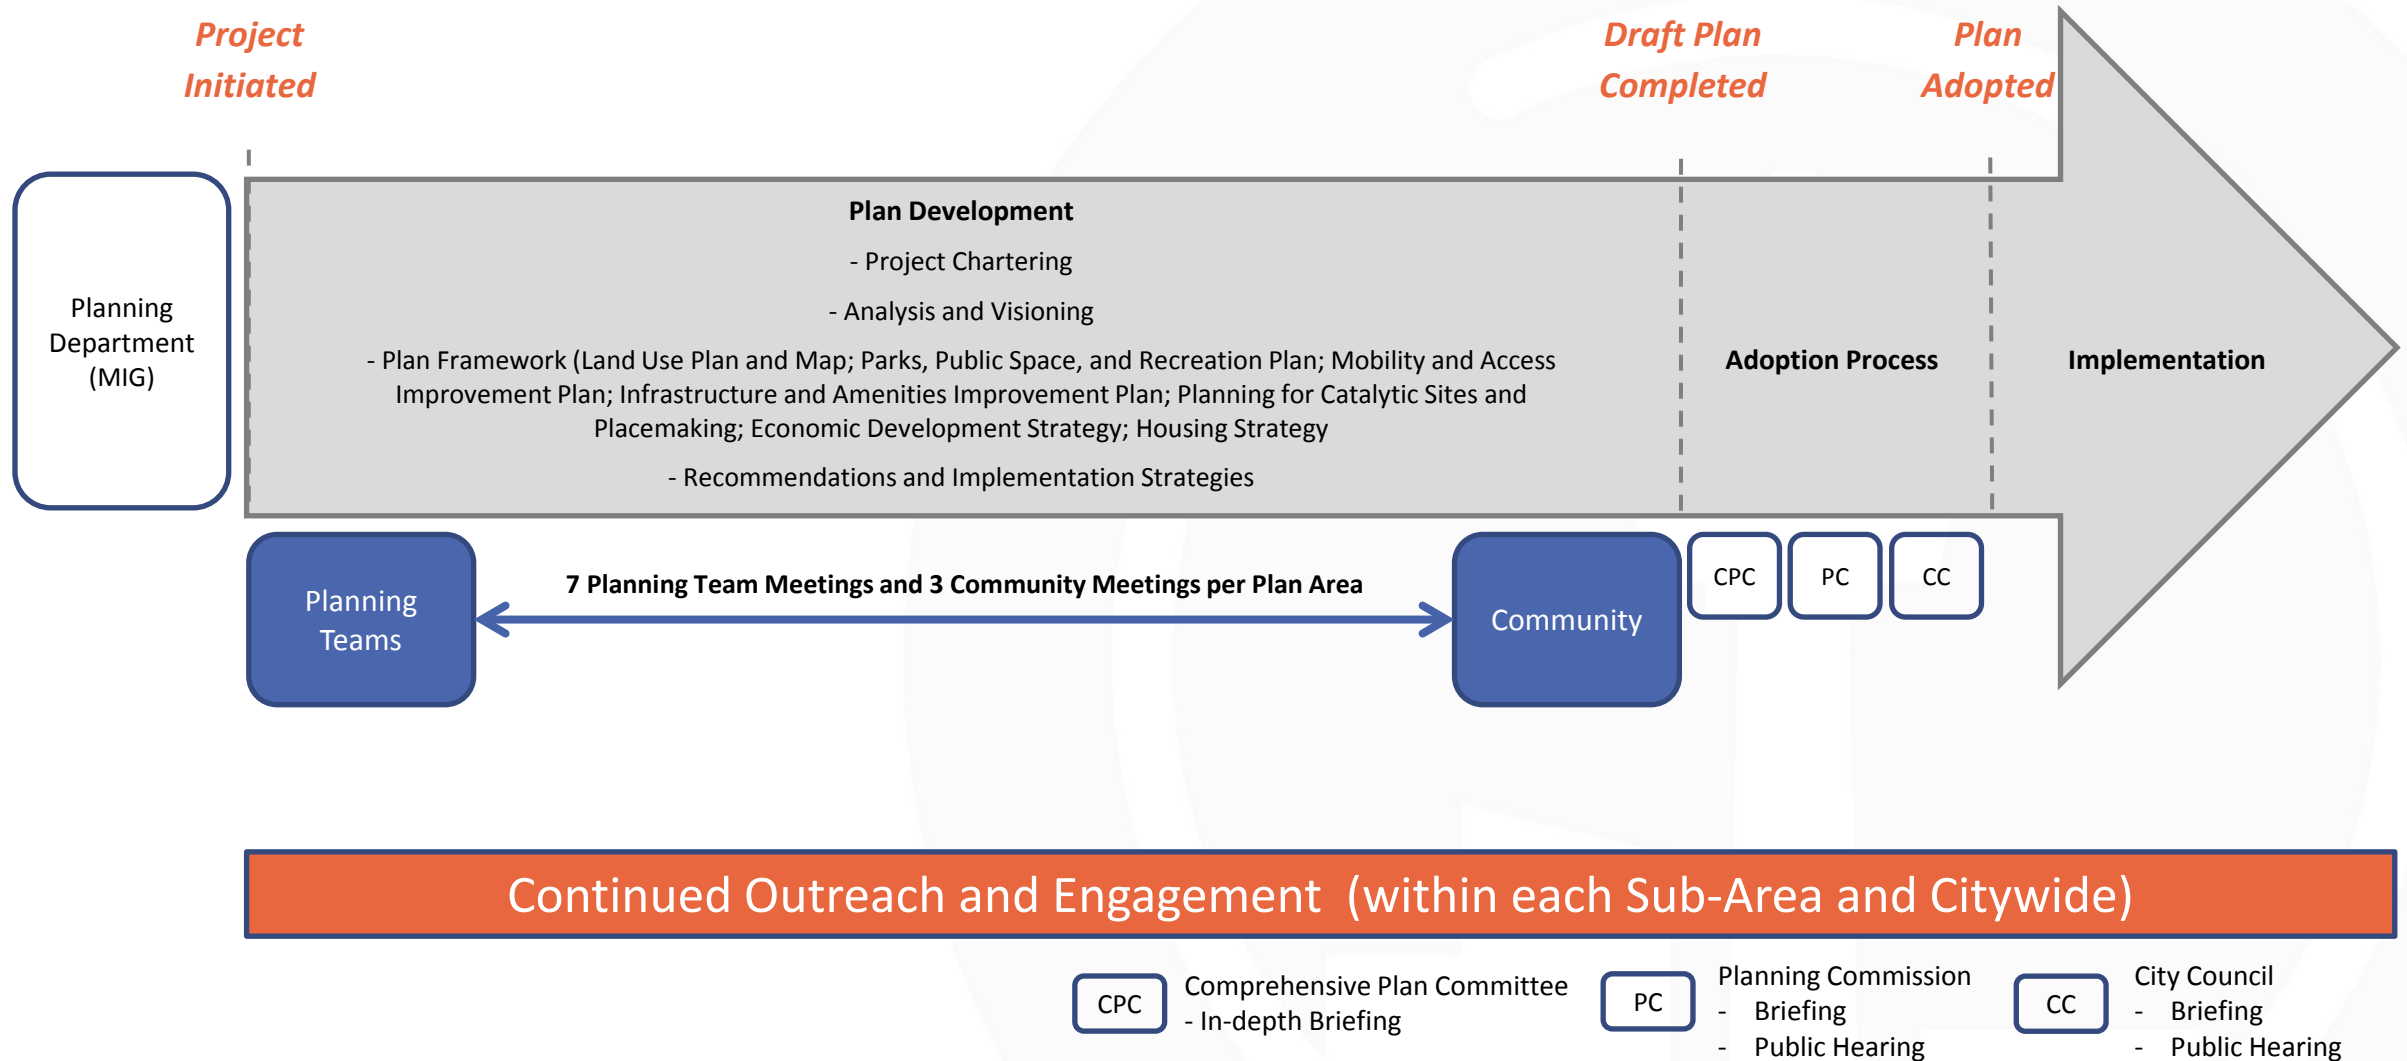 Project
Initiated
Draft Plan
Completed
Plan
Adopted
Planning
Department
(MIG)
Plan Development
- Project Chartering
- Analysis and Visioning
- Plan Framework (Land Use Plan and Map; Parks, Public Space, and Recreation Plan; Mobility and Access
Improvement Plan; Infrastructure and Amenities Improvement Plan; Planning for Catalytic Sites and
Placemaking; Economic Development Strategy; Housing Strategy
- Recommendations and Implementation Strategies
Adoption Process
Implementation
Planning
Teams
7 Planning Team Meetings and 3 Community Meetings per Plan Area
Community
CPC
PC
CC
Continued Outreach and Engagement (within each Sub-Area and Citywide)
CPC
Comprehensive Plan Committee
- In-depth Briefing
PC
Planning Commission
- Briefing
- Public Hearing
CC
City Council
- Briefing
- Public Hearing